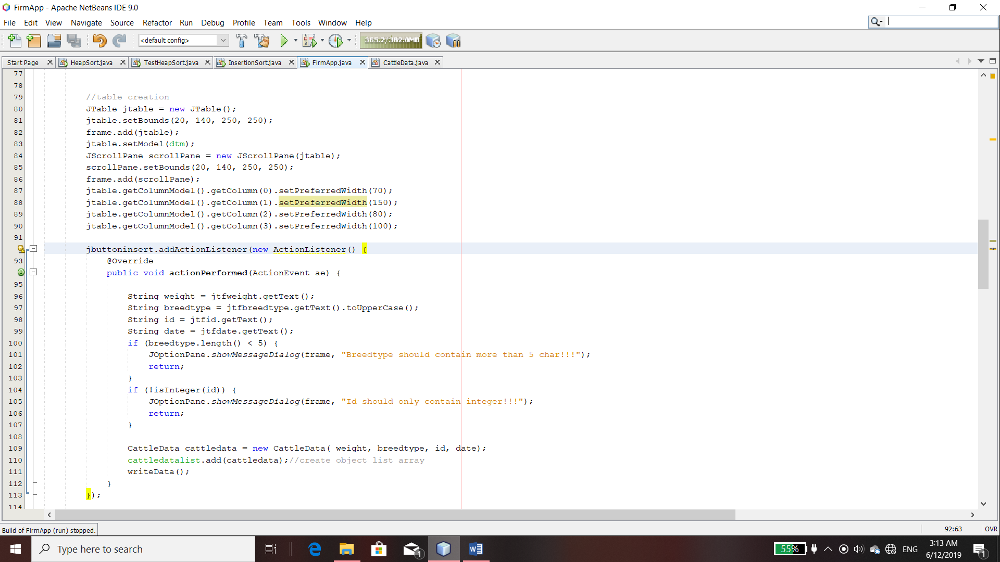 FirmApp - Apache NetBeans IDE 9.0
File Edit View Navigate Source Refactor Run Debug Profile Team Tools Window Help
<default config> 365.2/382.0MB
Start Page HeapSort.java TestHeapSort.java InsertionSort.java FirmApp.java CattleData.java
77
78
79 //table creation
80 JTable jtable = new JTable();
81 jtable.setBounds(20, 140, 250, 250);
82 frame.add(jtable);
83 jtable.setModel(dtm);
84 JScrollPane scrollPane = new JScrollPane(jtable);
85 scrollPane.setBounds(20, 140, 250, 250);
86 frame.add(scrollPane);
87 jtable.getColumnModel().getColumn(0).setPreferredWidth(70);
88 jtable.getColumnModel().getColumn(1).setPreferredWidth(150);
89 jtable.getColumnModel().getColumn(2).setPreferredWidth(80);
90 jtable.getColumnModel().getColumn(3).setPreferredWidth(100);
91
jbuttoninsert.addActionListener(new ActionListener() {
93 @Override
public void actionPerformed(ActionEvent ae) {
95
96 String weight = jtfweight.getText();
97 String breedtype = jtfbreedtype.getText().toUpperCase();
98 String id = jtfid.getText();
99 String date = jtfdate.getText();
100 if (breedtype.length() < 5) {
101 JOptionPane.showMessageDialog(frame, "Breedtype should contain more than 5 char!!!");
102 return;
103 }
104 if (!isInteger(id)) {
105 JOptionPane.showMessageDialog(frame, "Id should only contain integer!!!");
106 return;
107 }
108
109 CattleData cattledata = new CattleData( weight, breedtype, id, date);
110 cattledatalist.add(cattledata);//create object list array
111 writeData();
112 }
113 });
114
Build of FirmApp (run) stopped. 92:63 OVR
Type here to search 1 55% ENG 3:13 AM 1
6/12/2019